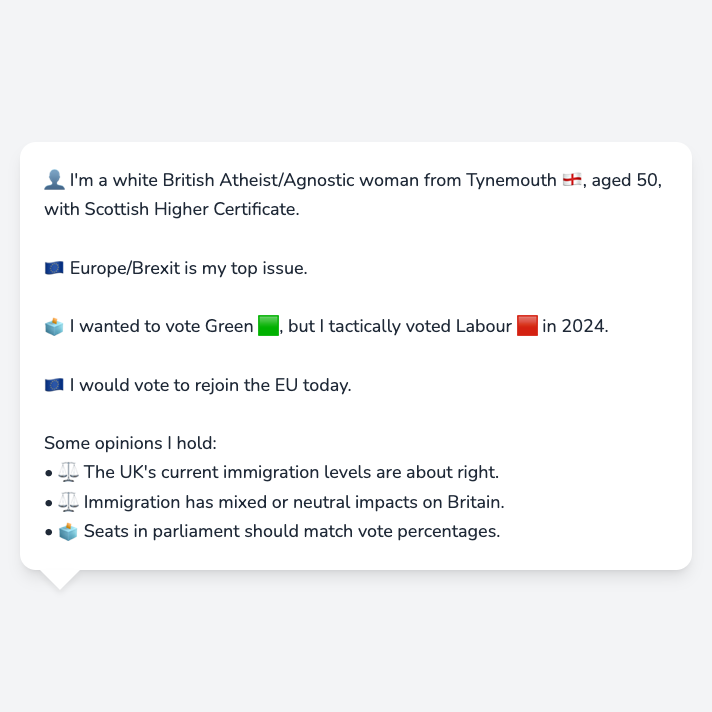 👤 I'm a white British Atheist/Agnostic woman from Tynemouth 🏴󠁧󠁢󠁥󠁮󠁧󠁿, aged 50,
with Scottish Higher Certificate.
🇪🇺 Europe/Brexit is my top issue.
🗳️ I wanted to vote Green 🟩, but I tactically voted Labour 🟥 in 2024.
🇪🇺 I would vote to rejoin the EU today.
Some opinions I hold:
• ⚖️ The UK's current immigration levels are about right.
• ⚖️ Immigration has mixed or neutral impacts on Britain.
• 🗳️ Seats in parliament should match vote percentages.